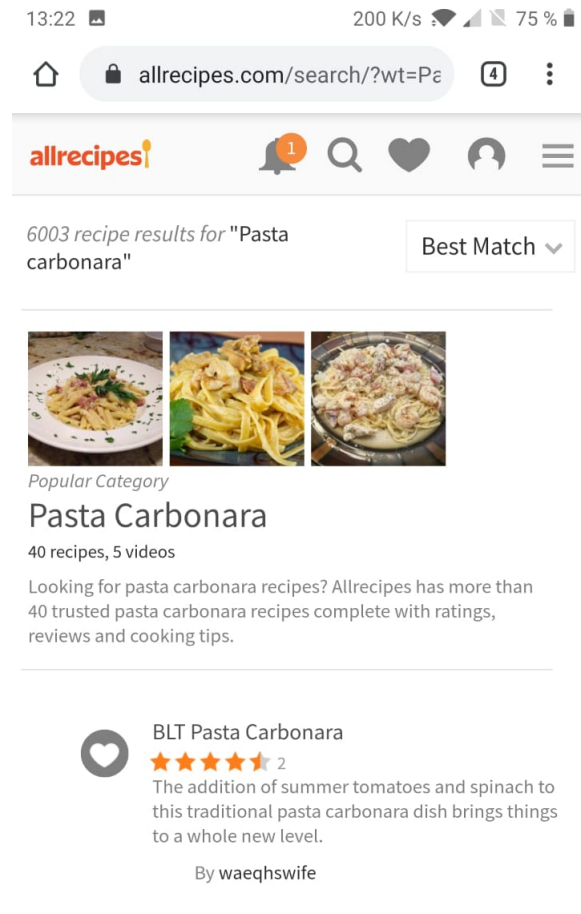 13:22 200 K/s 75 %
allrecipes.com/search/?wt=Pa 4
allrecipes 1
6003 recipe results for "Pasta
carbonara"
Best Match
Popular Category
Pasta Carbonara
40 recipes, 5 videos
Looking for pasta carbonara recipes? Allrecipes has more than
40 trusted pasta carbonara recipes complete with ratings,
reviews and cooking tips.
BLT Pasta Carbonara
2
The addition of summer tomatoes and spinach to
this traditional pasta carbonara dish brings things
to a whole new level.
By waeqhswife